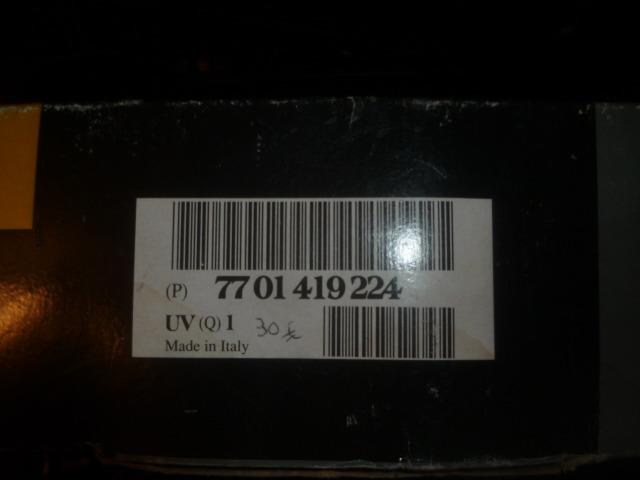 (P) 77 01 419 224
UV (Q) 1 30 £
Made in Italy